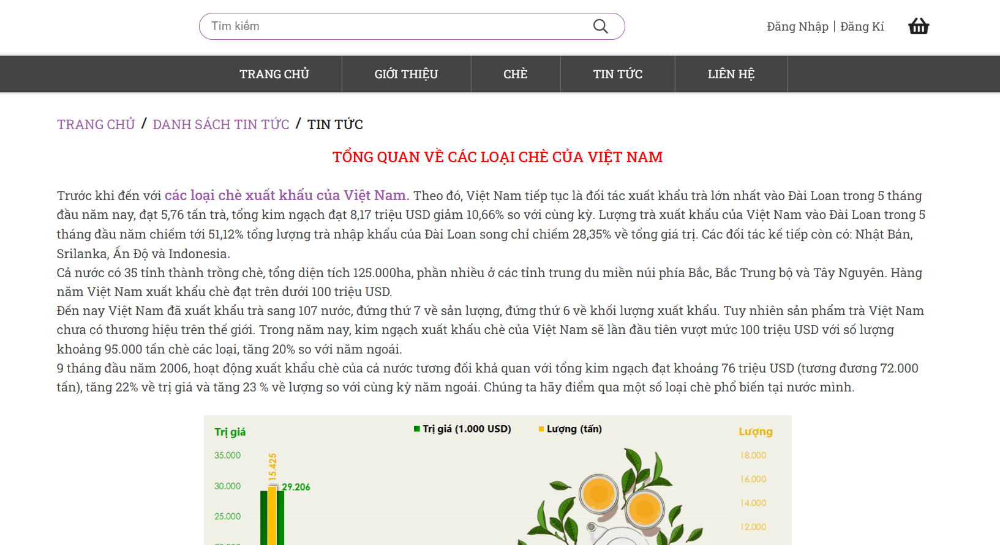 Tìm kiếm
Đăng Nhập | Đăng Kí
TRANG CHỦ
GIỚI THIỆU
CHÈ
TIN TỨC
LIÊN HỆ
TRANG CHỦ / DANH SÁCH TIN TỨC / TIN TỨC
TỔNG QUAN VỀ CÁC LOẠI CHÈ CỦA VIỆT NAM
Trước khi đến với các loại chè xuất khẩu của Việt Nam. Theo đó, Việt Nam tiếp tục là đối tác xuất khẩu trà lớn nhất vào Đài Loan trong 5 tháng
đầu năm nay, đạt 5,76 tấn trà, tổng kim ngạch đạt 8,17 triệu USD giảm 10,66% so với cùng kỳ. Lượng trà xuất khẩu của Việt Nam vào Đài Loan trong 5
tháng đầu năm chiếm tới 51,12% tổng lượng trà nhập khẩu của Đài Loan song chỉ chiếm 28,35% về tổng giá trị. Các đối tác kế tiếp còn có: Nhật Bản,
Srilanka, Ấn Độ và Indonesia.
Cả nước có 35 tỉnh thành trồng chè, tổng diện tích 125.000ha, phần nhiều ở các tỉnh trung du miền núi phía Bắc, Bắc Trung bộ và Tây Nguyên. Hàng
năm Việt Nam xuất khẩu chè đạt trên dưới 100 triệu USD.
Đến nay Việt Nam đã xuất khẩu trà sang 107 nước, đứng thứ 7 về sản lượng, đứng thứ 6 về khối lượng xuất khẩu. Tuy nhiên sản phẩm trà Việt Nam
chưa có thương hiệu trên thế giới. Trong năm nay, kim ngạch xuất khẩu chè của Việt Nam sẽ lần đầu tiên vượt mức 100 triệu USD với số lượng
khoảng 95.000 tấn chè các loại, tăng 20% so với năm ngoái.
9 tháng đầu năm 2006, hoạt động xuất khẩu chè của cả nước tương đối khả quan với tổng kim ngạch đạt khoảng 76 triệu USD (tương đương 72.000
tấn), tăng 22% về trị giá và tăng 23 % về lượng so với cùng kỳ năm ngoái. Chúng ta hãy điểm qua một số loại chè phổ biến tại nước mình.
Trị giá
Trị giá (1.000 USD)
Lượng (tấn)
Lượng
35.000
30.000
25.000
15.425
29.206
18.000
16.000
14.000
12.000